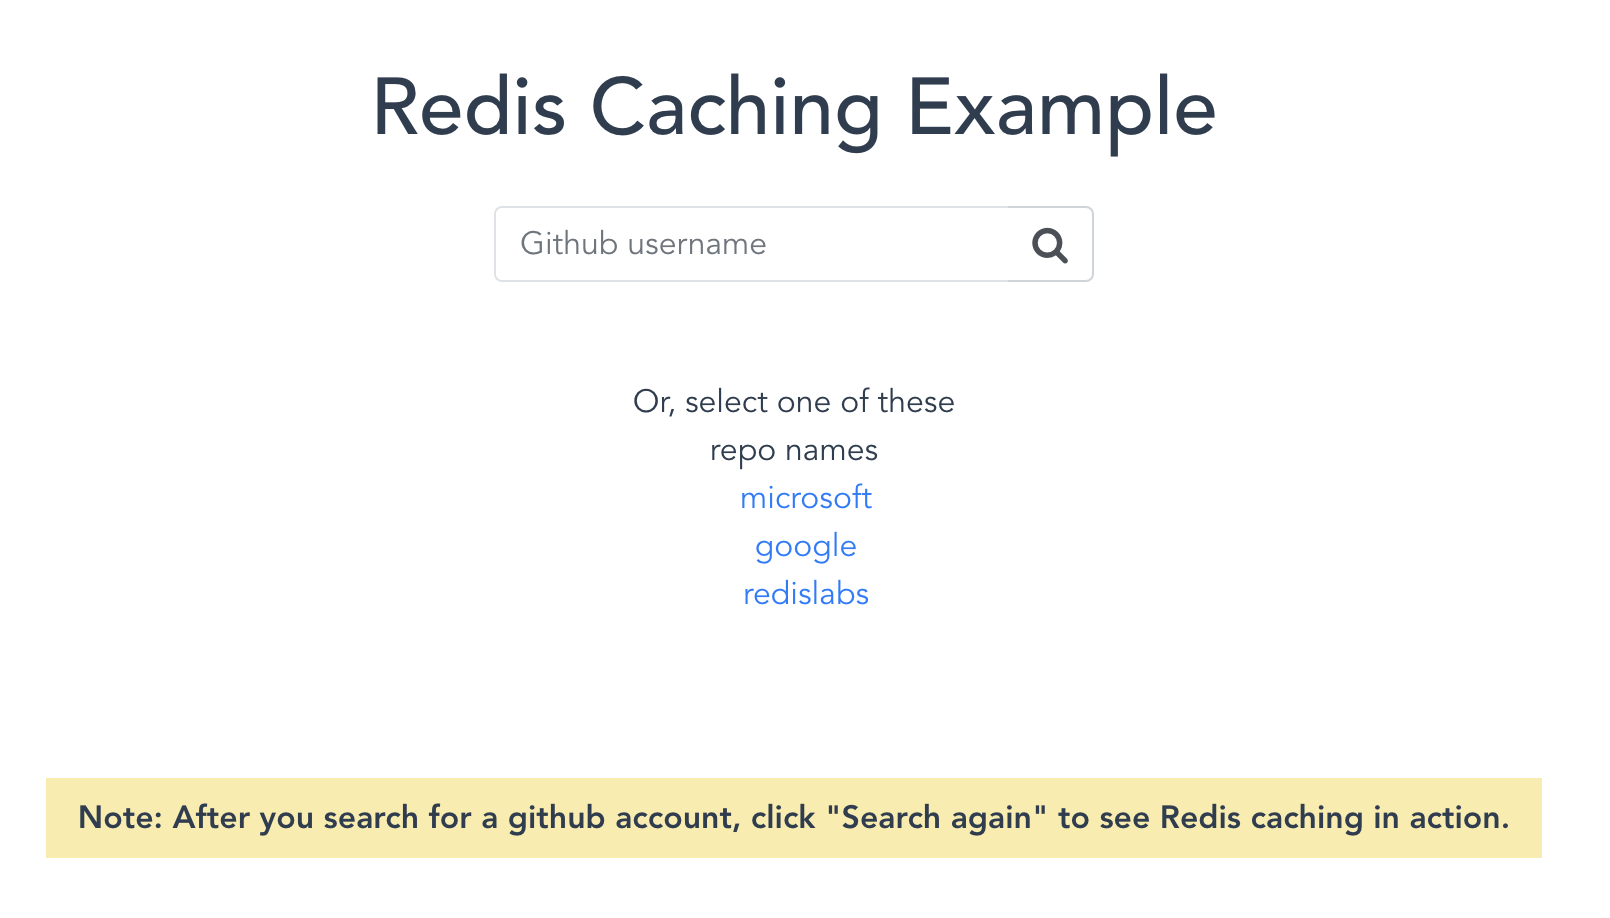 Redis Caching Example
Github username
Or, select one of these
repo names
microsoft
google
redislabs
Note: After you search for a github account, click "Search again" to see Redis caching in action.